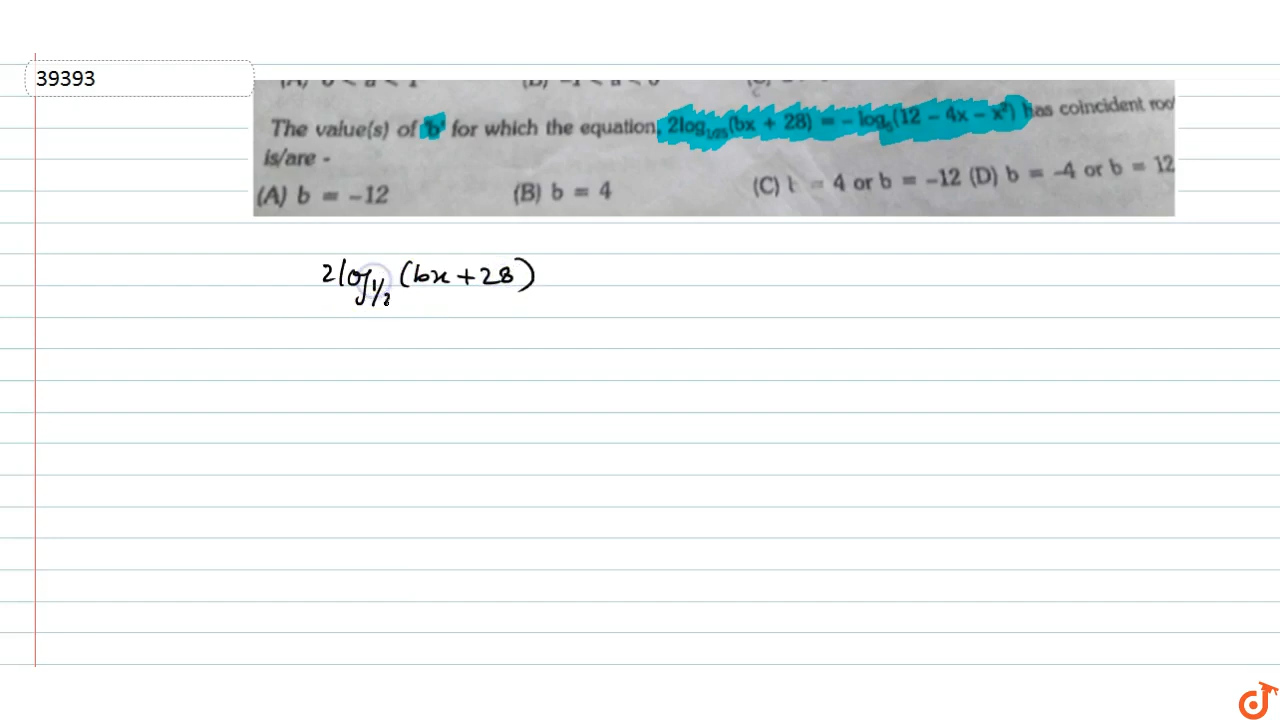 39393
The value(s) of 'b' for which the equation, 2log₁/₂₅(bx + 28) = – log₅(12 – 4x – x²) has coincident
is/are -
(A) b = –12 (B) b = 4 (C) b = 4 or b = –12 (D) b = –4 or b = 12
2log₁/₂(bx+28)